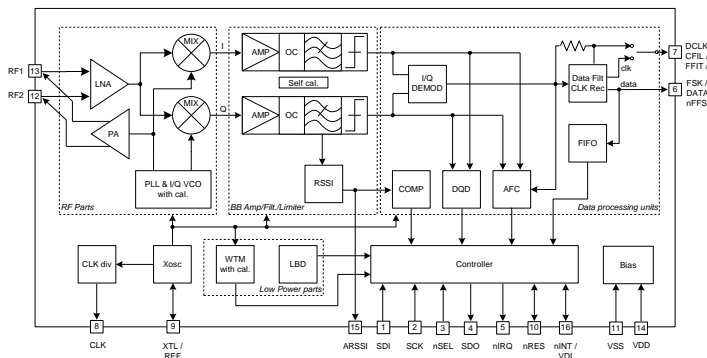 MIX
I
AMP
OC
Self cal.
7
DCLK /
CFIL /
FFIT /
clk
RF1
13
LNA
I/Q
DEMOD
Data Filt
CLK Rec
data
6
FSK /
DATA /
nFFS
RF2
12
MIX
Q
AMP
OC
PA
FIFO
PLL & I/Q VCO
with cal.
RSSI
COMP
DQD
AFC
RF Parts
BB Amp/Filt./Limiter
Data processing units
CLK div
Xosc
WTM
with cal.
LBD
Low Power parts
Controller
Bias
8
9
15
1
2
3
4
5
10
16
11
14
CLK
XTL /
REF
ARSSI
SDI
SCK
nSEL
SDO
nIRQ
nRES
nINT /
VDI
VSS
VDD